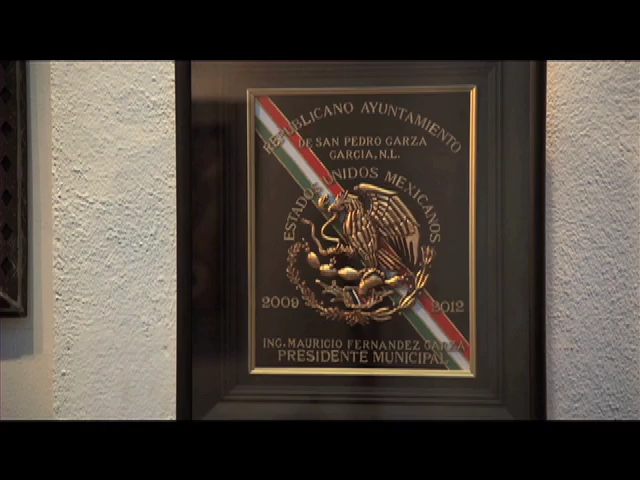 REPUBLICANO AYUNTAMIENTO
DE SAN PEDRO GARZA
GARCIA, N.L.
ESTADOS UNIDOS MEXICANOS
2009 2012
ING. MAURICIO FERNANDEZ GARZA
PRESIDENTE MUNICIPAL